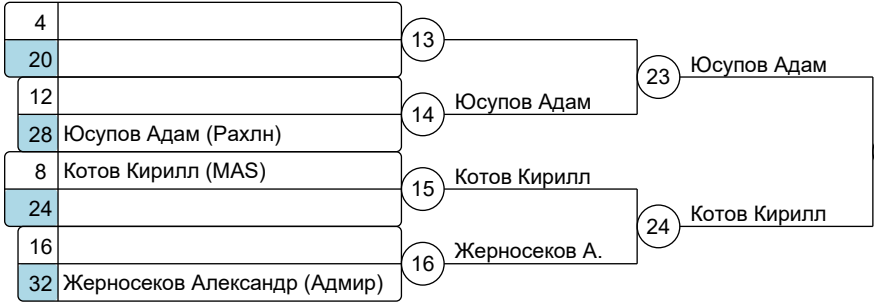 4
20
13
12
28 Юсупов Адам (Рахлн)
14 Юсупов Адам
23 Юсупов Адам
8 Котов Кирилл (MAS)
24
15 Котов Кирилл
16
32 Жерносеков Александр (Адмир)
16 Жерносеков А.
24 Котов Кирилл